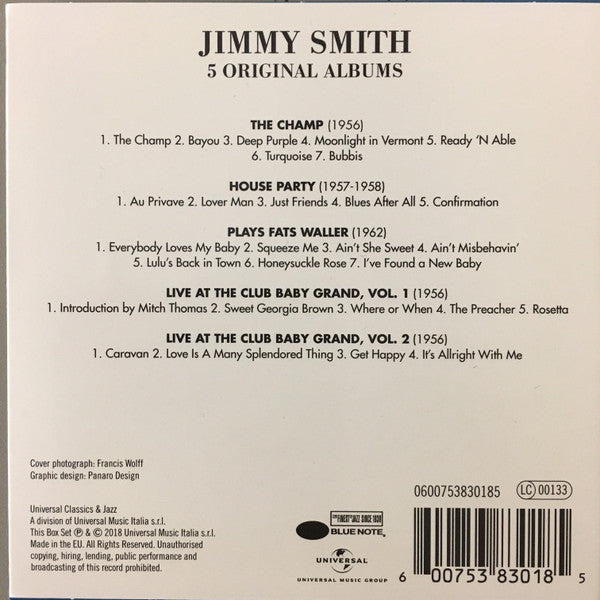 JIMMY SMITH
5 ORIGINAL ALBUMS
THE CHAMP (1956)
1. The Champ 2. Bayou 3. Deep Purple 4. Moonlight in Vermont 5. Ready ’N Able
6. Turquoise 7. Bubbis
HOUSE PARTY (1957-1958)
1. Au Privave 2. Lover Man 3. Just Friends 4. Blues After All 5. Confirmation
PLAYS FATS WALLER (1962)
1. Everybody Loves My Baby 2. Squeeze Me 3. Ain’t She Sweet 4. Ain’t Misbehavin’
5. Lulu’s Back in Town 6. Honeysuckle Rose 7. I’ve Found a New Baby
LIVE AT THE CLUB BABY GRAND, VOL. 1 (1956)
1. Introduction by Mitch Thomas 2. Sweet Georgia Brown 3. Where or When 4. The Preacher 5. Rosetta
LIVE AT THE CLUB BABY GRAND, VOL. 2 (1956)
1. Caravan 2. Love Is A Many Splendored Thing 3. Get Happy 4. It’s Allright With Me
Cover photograph: Francis Wolff
Graphic design: Panaro Design
Universal Classics & Jazz
A division of Universal Music Italia s.r.l.
This Box Set ℗ & © 2018 Universal Music Italia s.r.l.
Made in the EU. All Rights Reserved. Unauthorised
copying, hiring, lending, public performance and
broadcasting of this record prohibited.
THE FINEST IN JAZZ SINCE 1939
BLUE NOTE
UNIVERSAL
UNIVERSAL MUSIC GROUP
0600753830185
LC 00133
6 00753 83018 5